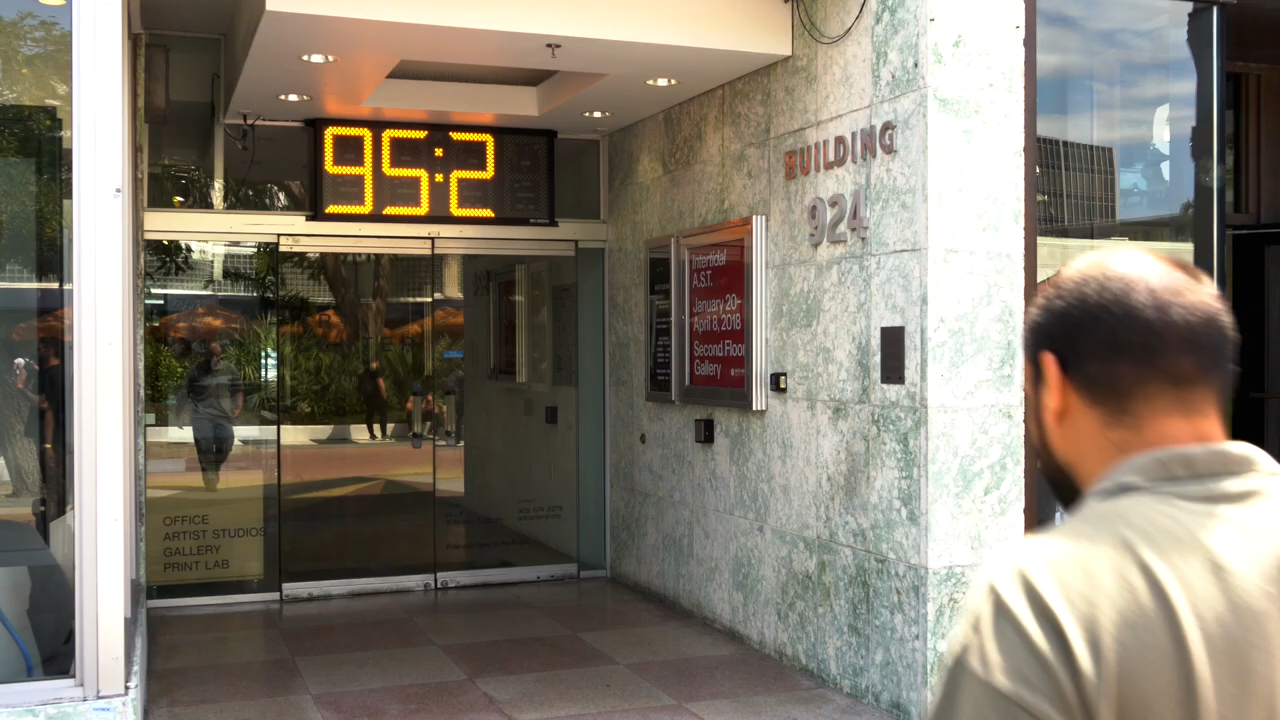 95:2
BUILDING
924
Intertidal
A.S.T.
January 20–
April 8, 2018
Second Floor
Gallery
OFFICE
ARTIST STUDIOS
GALLERY
PRINT LAB